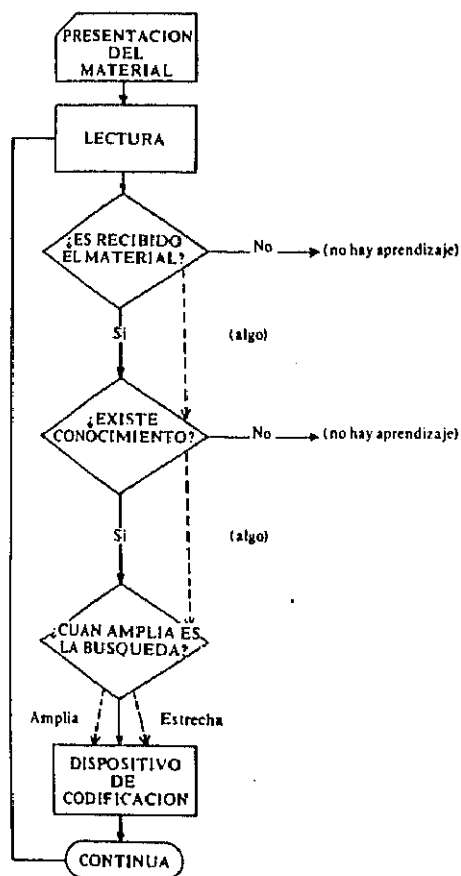 PRESENTACION
DEL
MATERIAL
LECTURA
¿ES RECIBIDO
EL MATERIAL?
No
(no hay aprendizaje)
Si
(algo)
¿EXISTE
CONOCIMIENTO?
No
(no hay aprendizaje)
Si
(algo)
¿CUAN AMPLIA ES
LA BUSQUEDA?
Amplia
Estrecha
DISPOSITIVO
DE
CODIFICACION
CONTINUA